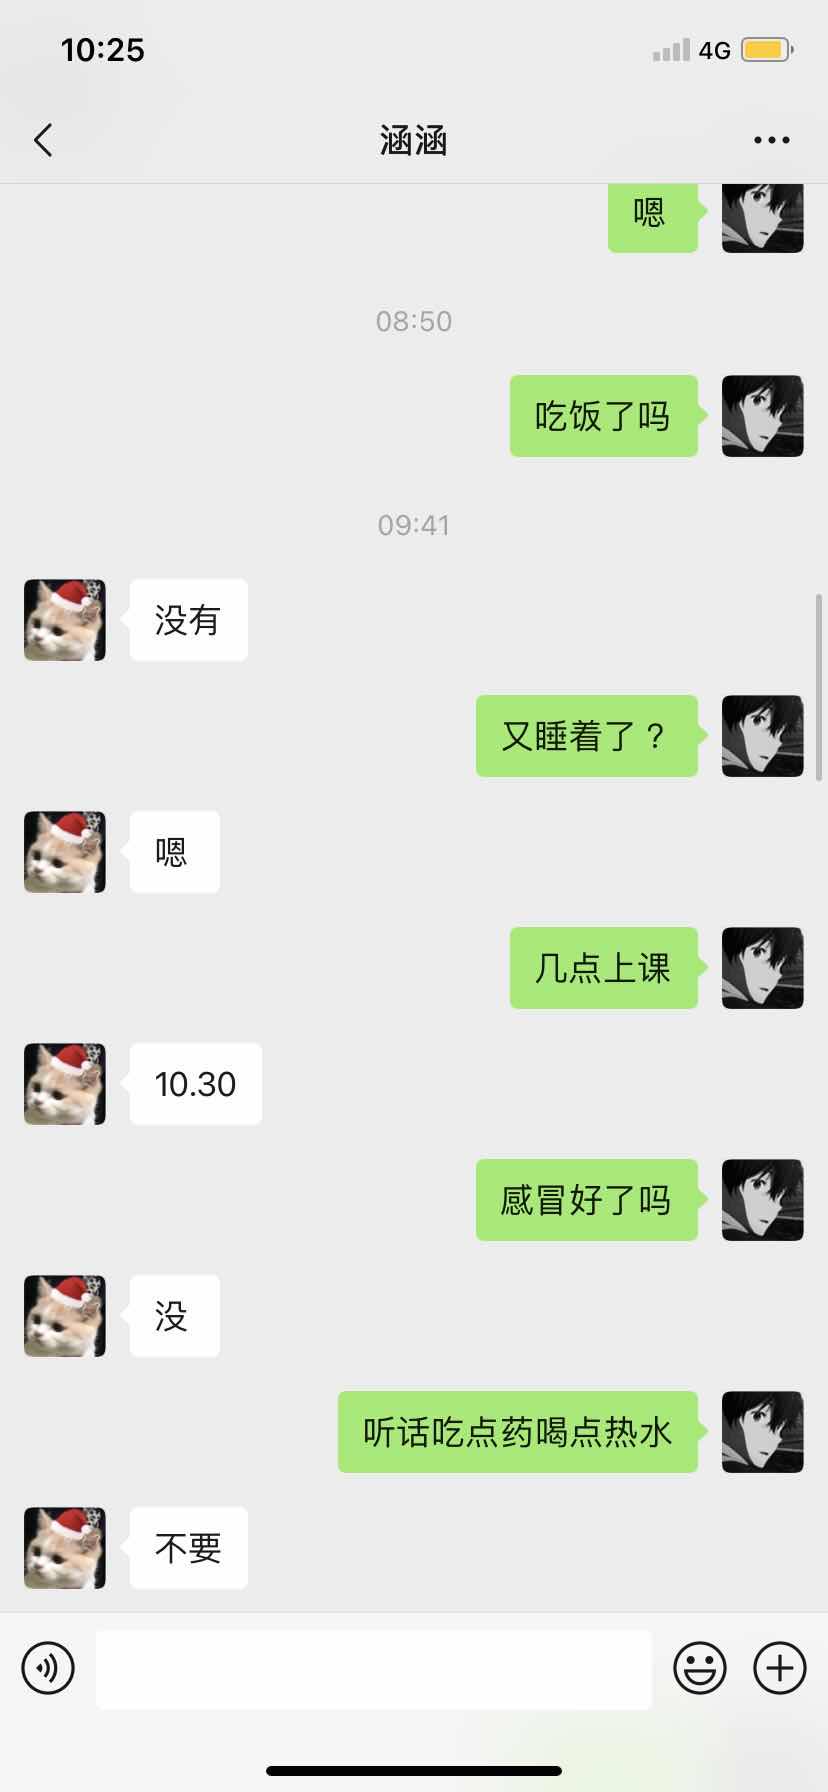 10:25
4G
涵涵
嗯
08:50
吃饭了吗
09:41
没有
又睡着了？
嗯
几点上课
10.30
感冒好了吗
没
听话吃点药喝点热水
不要